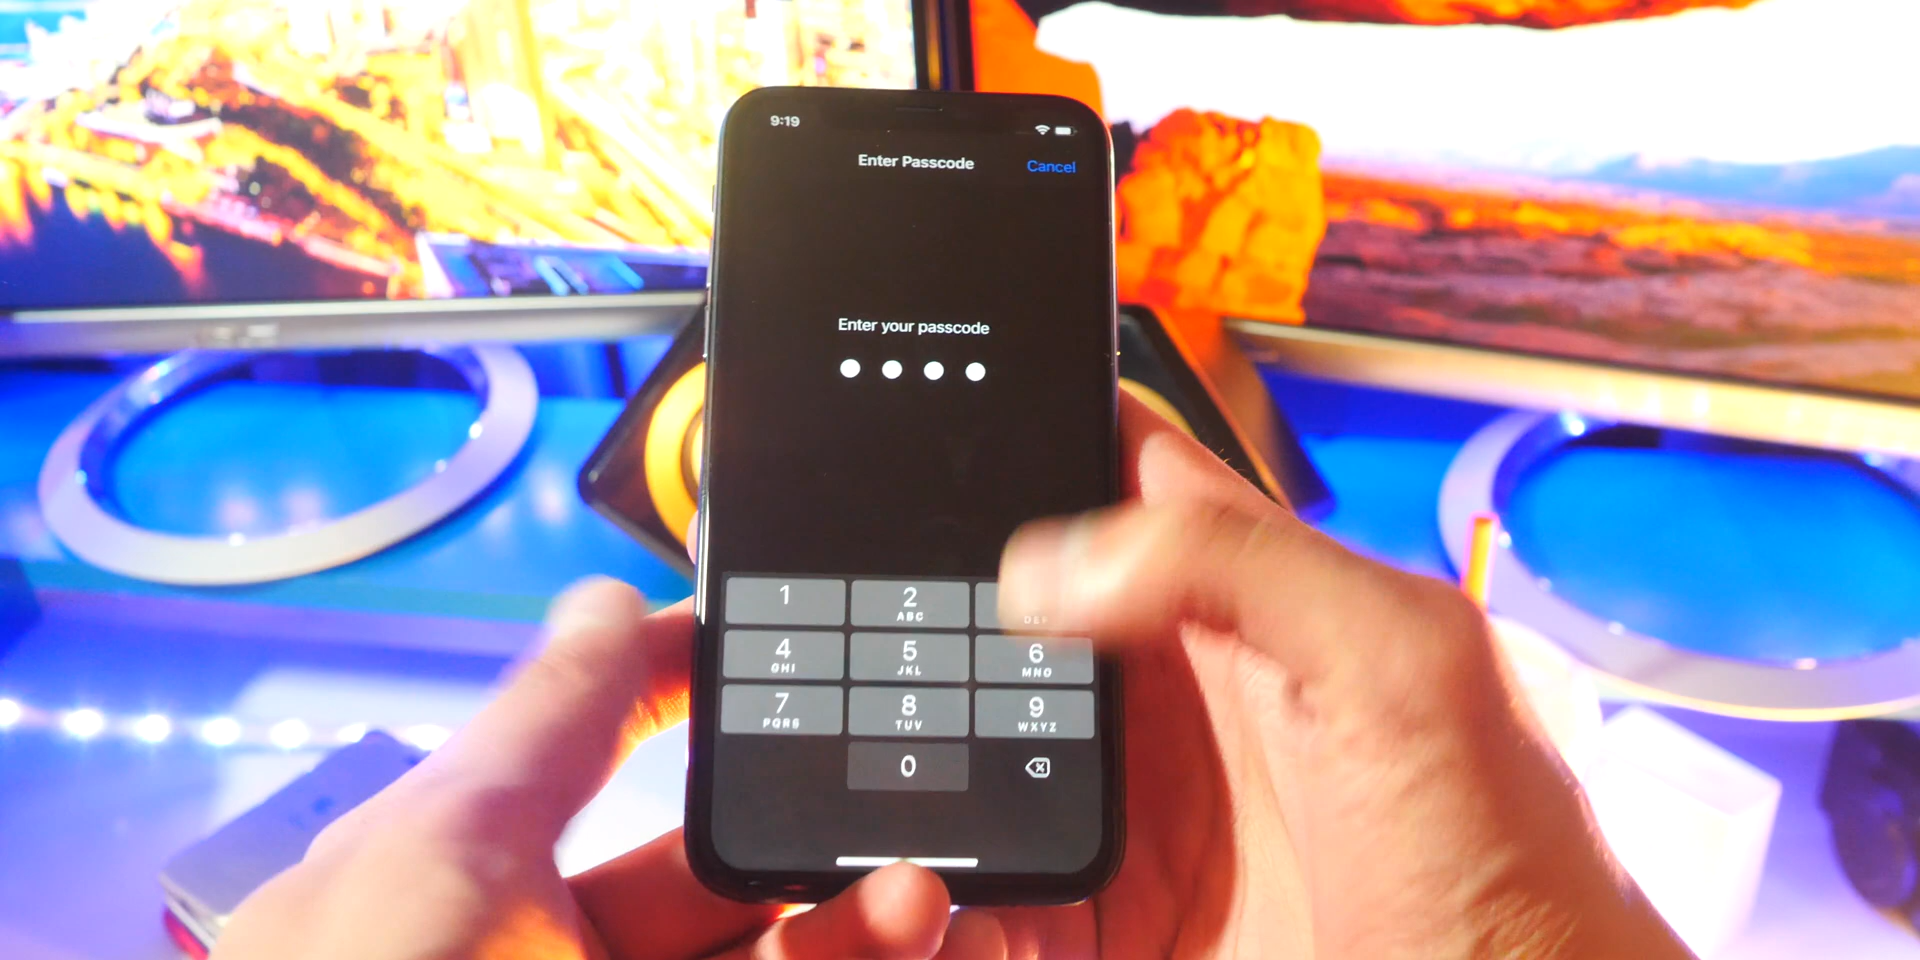 9:19
Enter Passcode
Cancel
Enter your passcode
1
2
ABC
DEF
4
GHI
5
JKL
6
MNO
7
PQRS
8
TUV
9
WXYZ
0